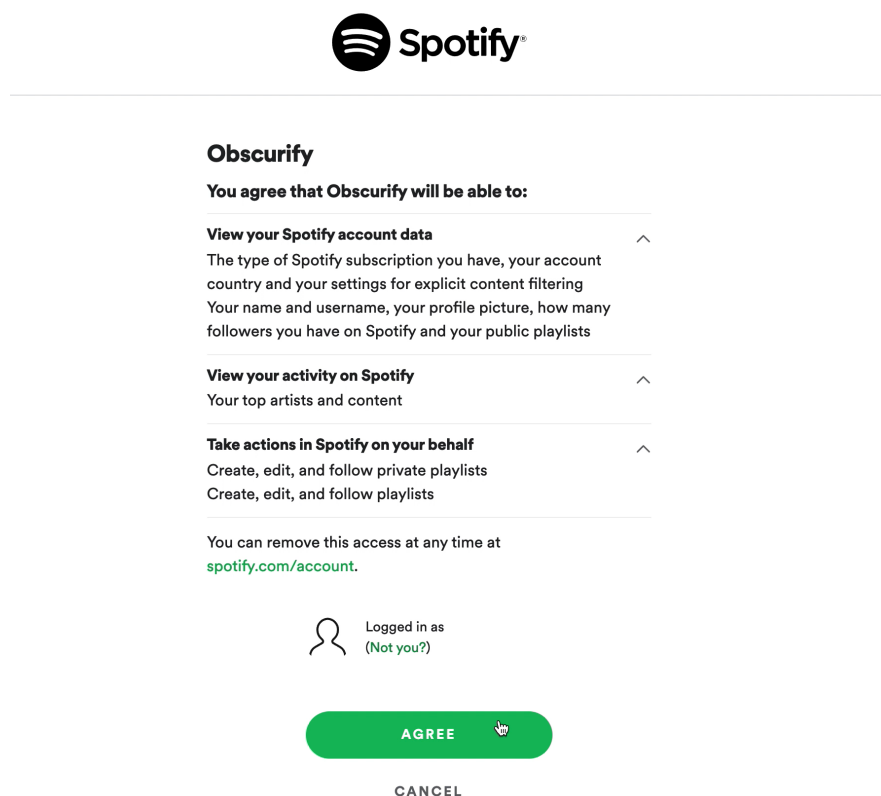 Spotify®
Obscurify
You agree that Obscurify will be able to:
View your Spotify account data
The type of Spotify subscription you have, your account
country and your settings for explicit content filtering
Your name and username, your profile picture, how many
followers you have on Spotify and your public playlists
View your activity on Spotify
Your top artists and content
Take actions in Spotify on your behalf
Create, edit, and follow private playlists
Create, edit, and follow playlists
You can remove this access at any time at
spotify.com/account.
Logged in as
(Not you?)
AGREE
CANCEL